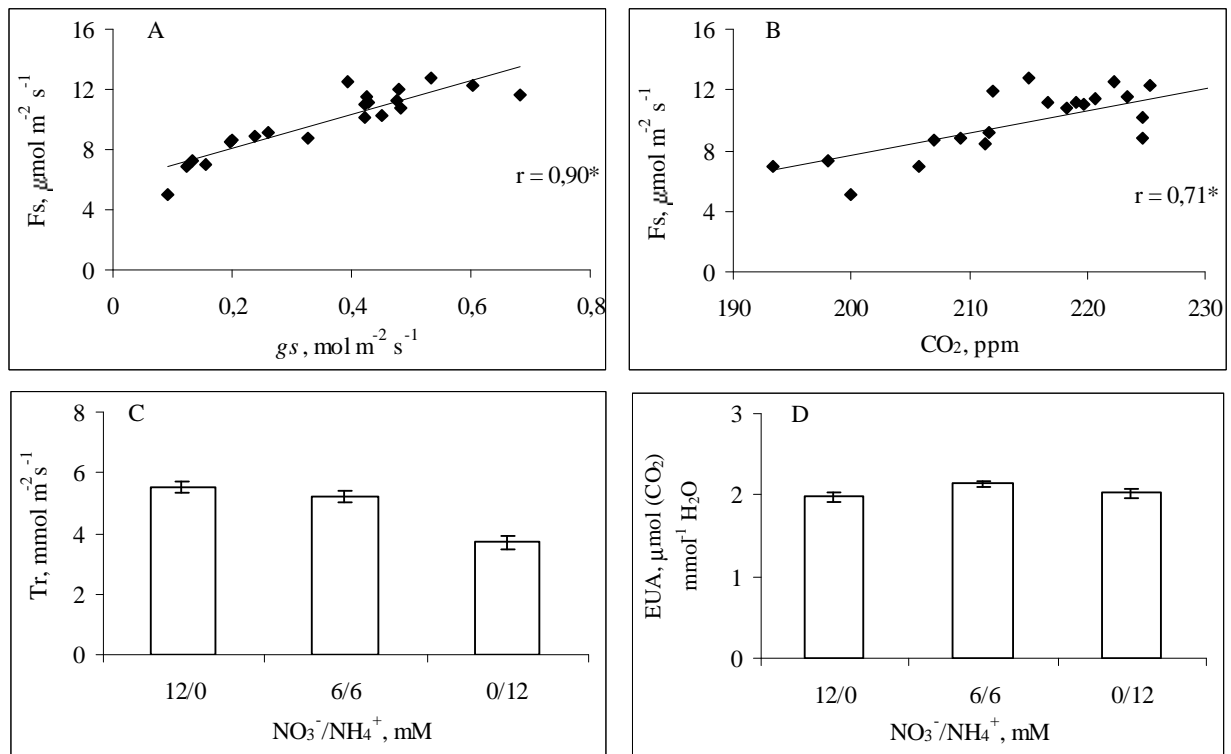 A
16
12
8
4
0
Fs, μmol m⁻² s⁻¹
r = 0,90*
0 0,2 0,4 0,6 0,8
gs, mol m⁻² s⁻¹
B
16
12
8
4
0
Fs, μmol m⁻² s⁻¹
r = 0,71*
190 200 210 220 230
CO₂, ppm
C
8
6
4
2
0
Tr, mmol m⁻² s⁻¹
12/0 6/6 0/12
NO₃⁻/NH₄⁺, mM
D
3
2
1
0
EUA, μmol (CO₂)
mmol⁻¹ H₂O
12/0 6/6 0/12
NO₃⁻/NH₄⁺, mM